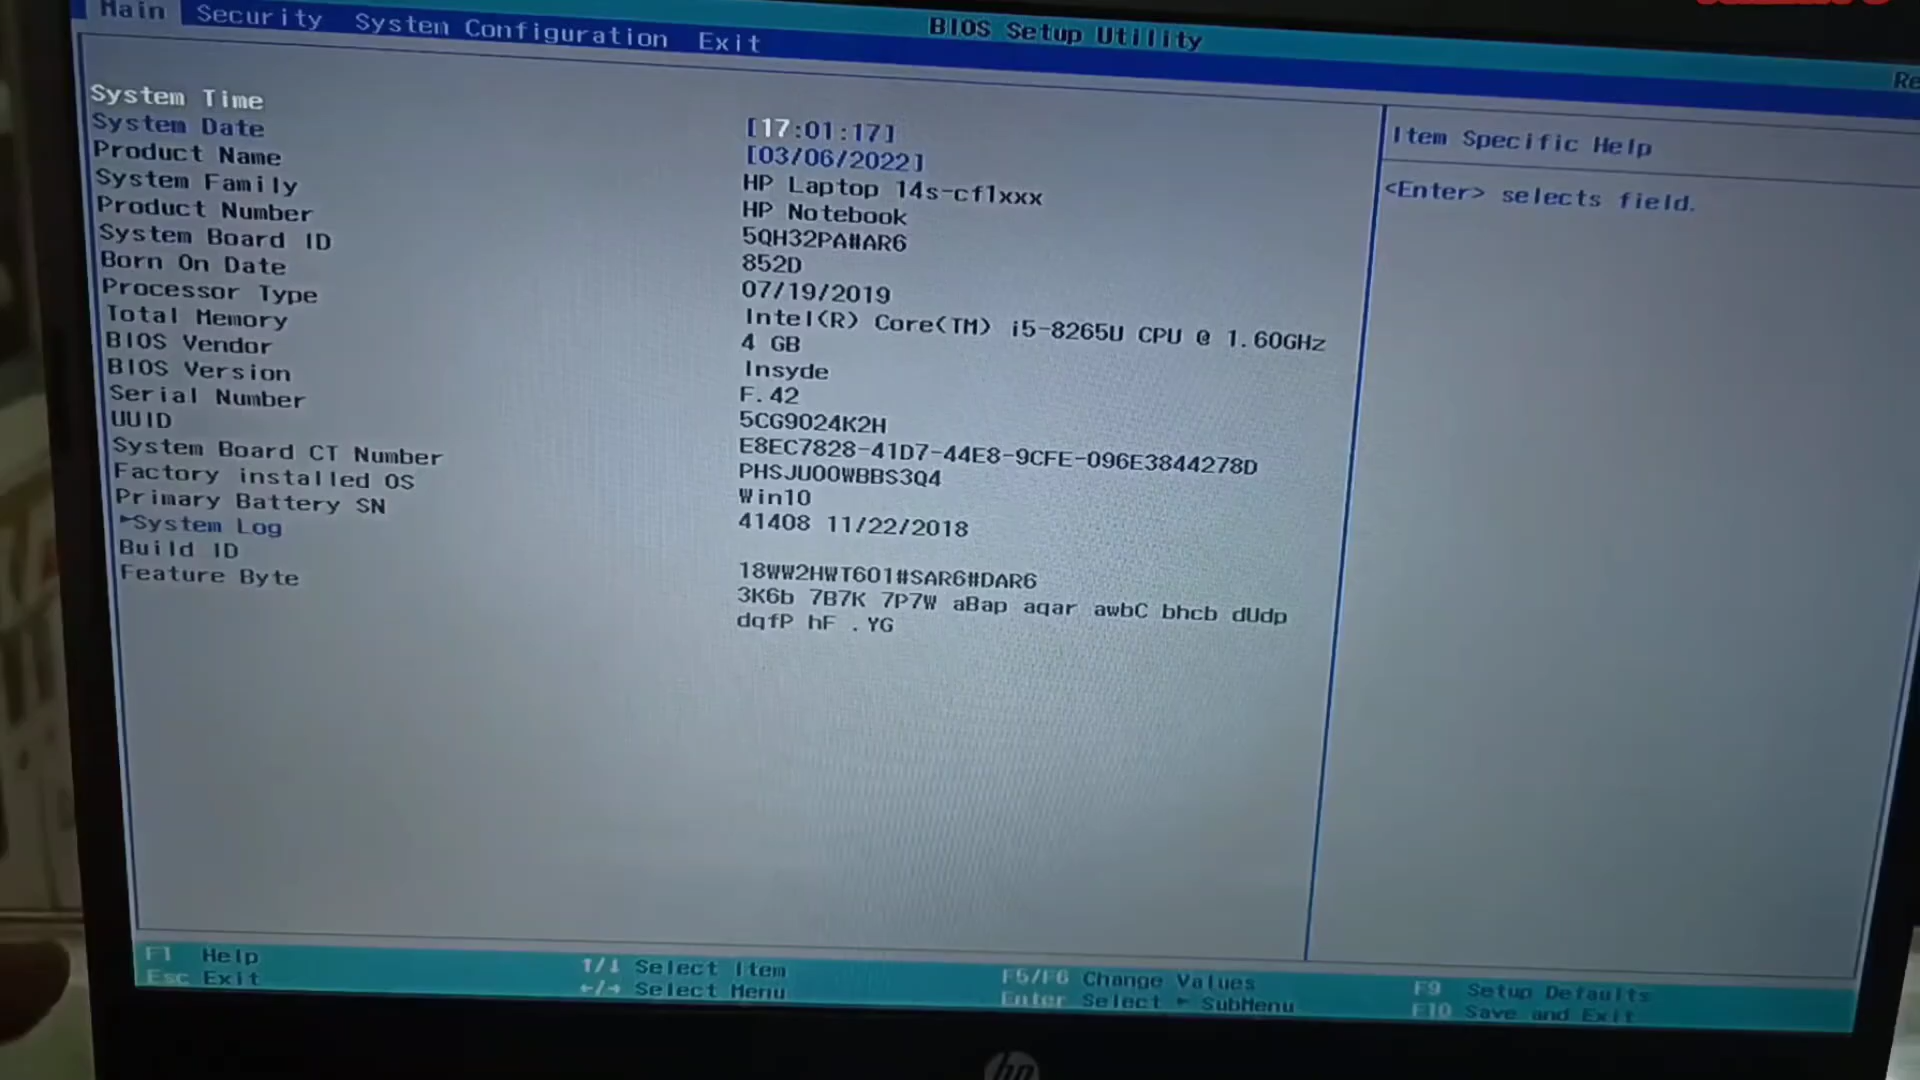 BIOS Setup Utility
Main Security System Configuration Exit
System Time [17:01:17]
System Date [03/06/2022]
Product Name HP Laptop 14s-cf1xxx
System Family HP Notebook
Product Number 5QH32PA#AR6
System Board ID 852D
Born On Date 07/19/2019
Processor Type Intel(R) Core(TM) i5-8265U CPU @ 1.60GHz
Total Memory 4 GB
BIOS Vendor Insyde
BIOS Version F.42
Serial Number 5CG9024K2H
UUID E8EC7828-41D7-44E8-9CFE-096E3844278D
System Board CT Number PHSJU00WBBS3Q4
Factory installed OS Win10
Primary Battery SN 41408 11/22/2018
►System Log
Build ID 18WW2HWT601#SAR6#DAR6
Feature Byte 3K6b 7B7K 7P7W aBap aqar awbC bhcb dUdp
dqfP hF .YG
Item Specific Help
<Enter> selects field.
F1 Help ↑/↓ Select Item F5/F6 Change Values F9 Setup Defaults
Esc Exit ←/→ Select Menu Enter Select ► SubMenu F10 Save and Exit
hp